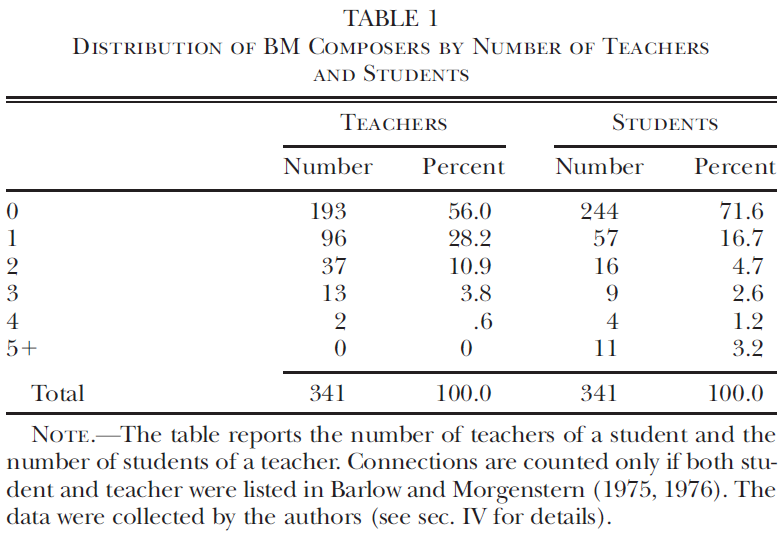 TABLE 1
Distribution of BM Composers by Number of Teachers
and Students
Teachers Students
Number Percent Number Percent
0 193 56.0 244 71.6
1 96 28.2 57 16.7
2 37 10.9 16 4.7
3 13 3.8 9 2.6
4 2 .6 4 1.2
5+ 0 0 11 3.2
Total 341 100.0 341 100.0
Note.—The table reports the number of teachers of a student and the
number of students of a teacher. Connections are counted only if both stu-
dent and teacher were listed in Barlow and Morgenstern (1975, 1976). The
data were collected by the authors (see sec. IV for details).